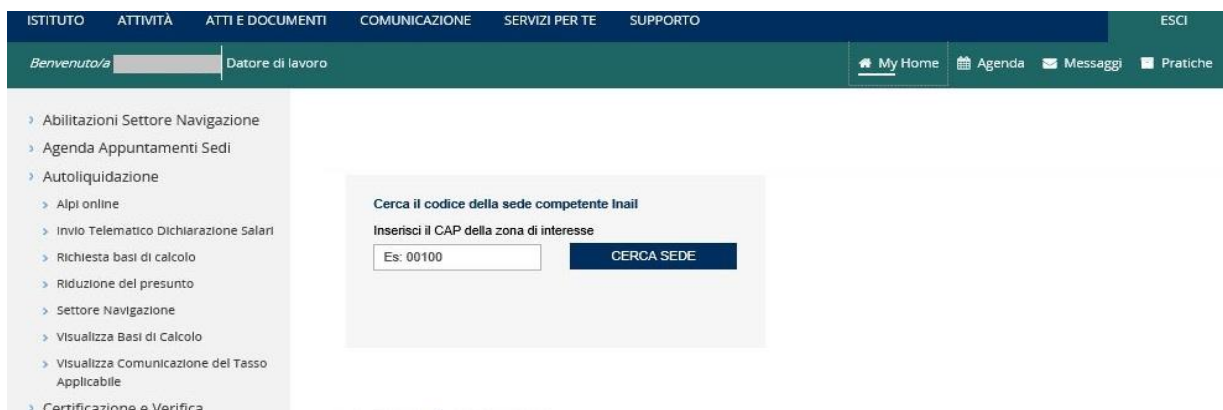 ISTITUTO ATTIVITÀ ATTI E DOCUMENTI COMUNICAZIONE SERVIZI PER TE SUPPORTO ESCI
Benvenuto/a Datore di lavoro My Home Agenda Messaggi Pratiche
Abilitazioni Settore Navigazione
Agenda Appuntamenti Sedi
Autoliquidazione
Alpi online
Invio Telematico Dichiarazione Salari
Richiesta basi di calcolo
Riduzione del presunto
Settore Navigazione
Visualizza Basi di Calcolo
Visualizza Comunicazione del Tasso
Applicabile
Certificazione e Verifica
Cerca il codice della sede competente Inail
Inserisci il CAP della zona di interesse
Es: 00100 CERCA SEDE